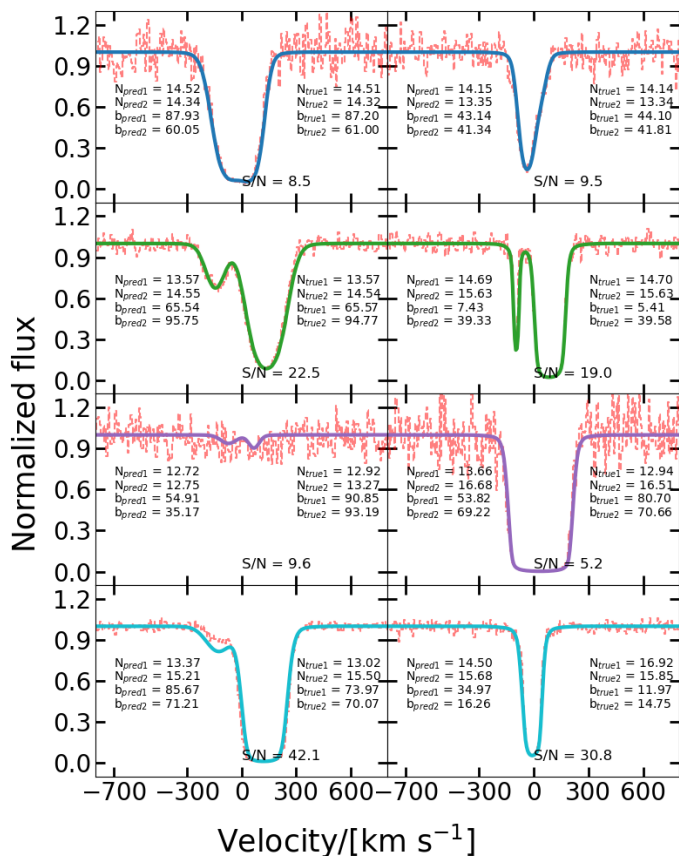 1.2
0.9
0.6
0.3
0.0
N_pred1 = 14.52
N_pred2 = 14.34
b_pred1 = 87.93
b_pred2 = 60.05
N_true1 = 14.51
N_true2 = 14.32
b_true1 = 87.20
b_true2 = 61.00
S/N = 8.5
N_pred1 = 14.15
N_pred2 = 13.35
b_pred1 = 43.14
b_pred2 = 41.34
N_true1 = 14.14
N_true2 = 13.34
b_true1 = 44.10
b_true2 = 41.81
S/N = 9.5
1.2
0.9
0.6
0.3
0.0
N_pred1 = 13.57
N_pred2 = 14.55
b_pred1 = 65.54
b_pred2 = 95.75
N_true1 = 13.57
N_true2 = 14.54
b_true1 = 65.57
b_true2 = 94.77
S/N = 22.5
N_pred1 = 14.69
N_pred2 = 15.63
b_pred1 = 7.43
b_pred2 = 39.33
N_true1 = 14.70
N_true2 = 15.63
b_true1 = 5.41
b_true2 = 39.58
S/N = 19.0
1.2
0.9
0.6
0.3
0.0
N_pred1 = 12.72
N_pred2 = 12.75
b_pred1 = 54.91
b_pred2 = 35.17
N_true1 = 12.92
N_true2 = 13.27
b_true1 = 90.85
b_true2 = 93.19
S/N = 9.6
N_pred1 = 13.66
N_pred2 = 16.68
b_pred1 = 53.82
b_pred2 = 69.22
N_true1 = 12.94
N_true2 = 16.51
b_true1 = 80.70
b_true2 = 70.66
S/N = 5.2
1.2
0.9
0.6
0.3
0.0
N_pred1 = 13.37
N_pred2 = 15.21
b_pred1 = 85.67
b_pred2 = 71.21
N_true1 = 13.02
N_true2 = 15.50
b_true1 = 73.97
b_true2 = 70.07
S/N = 42.1
N_pred1 = 14.50
N_pred2 = 15.68
b_pred1 = 34.97
b_pred2 = 16.26
N_true1 = 16.92
N_true2 = 15.85
b_true1 = 11.97
b_true2 = 14.75
S/N = 30.8
−700 −300 0 300 −700 −300 0 300 600
Normalized flux
Velocity/[km s⁻¹]